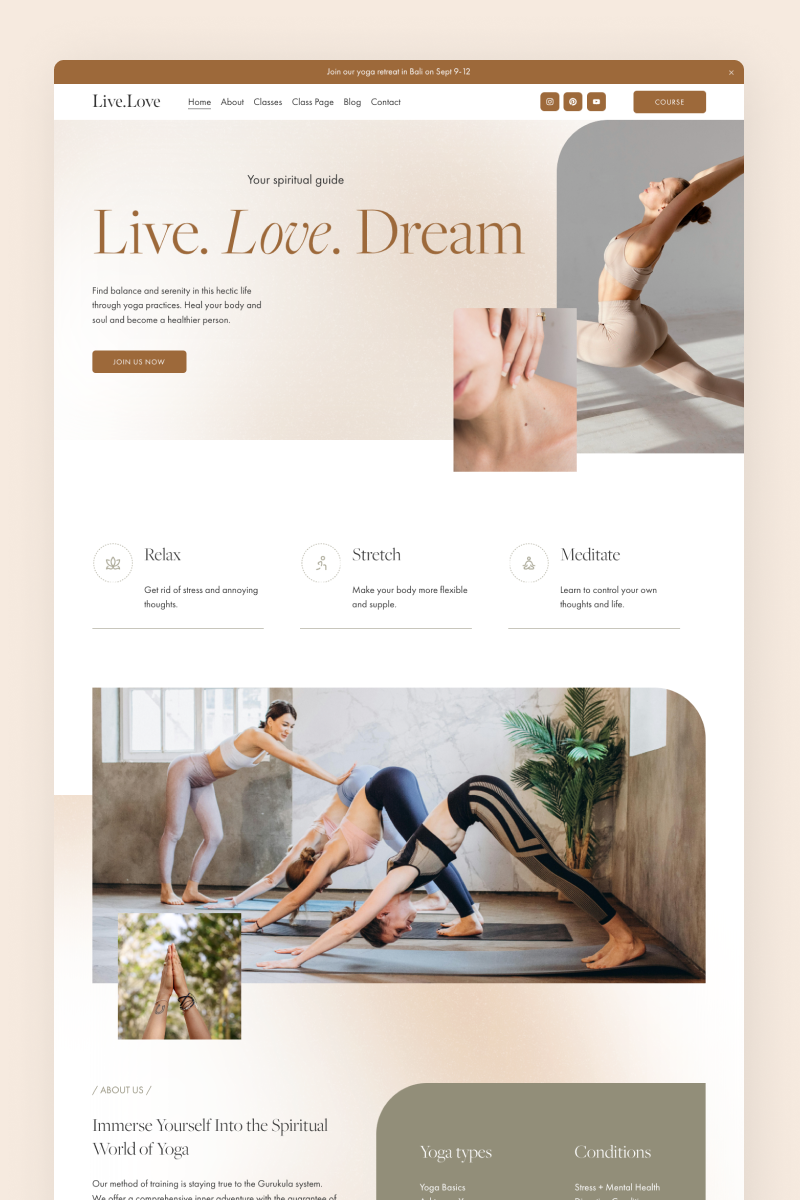 Join our yoga retreat in Bali on Sept 9-12
×
Live.Love
Home About Classes Class Page Blog Contact
COURSE
Your spiritual guide
Live. Love. Dream
Find balance and serenity in this hectic life
through yoga practices. Heal your body and
soul and become a healthier person.
JOIN US NOW
Relax
Get rid of stress and annoying
thoughts.
Stretch
Make your body more flexible
and supple.
Meditate
Learn to control your own
thoughts and life.
/ ABOUT US /
Immerse Yourself Into the Spiritual
World of Yoga
Our method of training is staying true to the Gurukula system.
We offer a comprehensive inner adventure with the guarantee of
Yoga types
Yoga Basics
Conditions
Stress + Mental Health